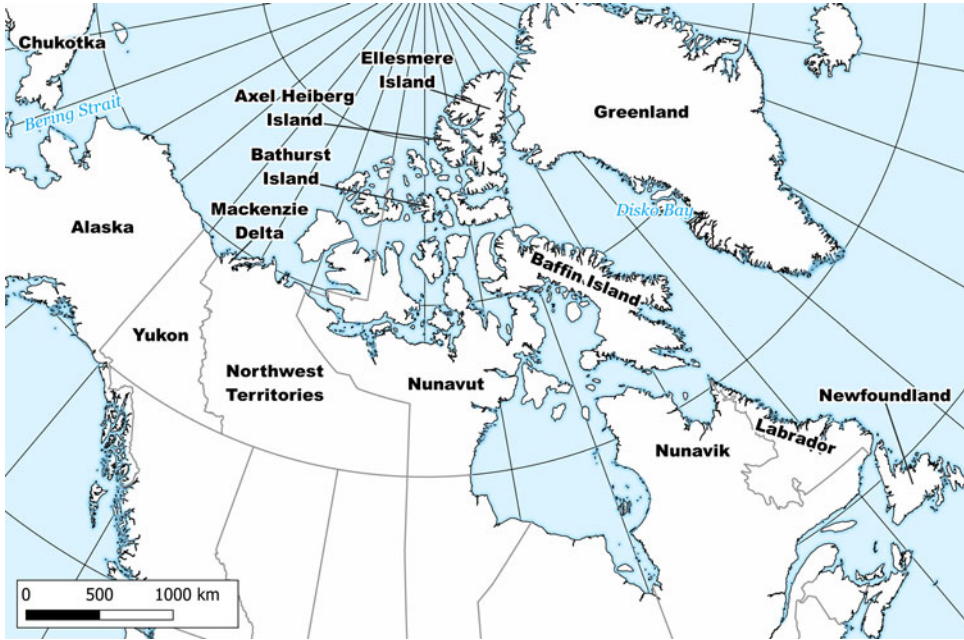 Chukotka
Bering Strait
Ellesmere
Island
Axel Heiberg
Island
Bathurst
Island
Mackenzie
Delta
Greenland
Disko Bay
Alaska
Baffin Island
Yukon
Northwest
Territories
Nunavut
Newfoundland
Labrador
Nunavik
0 500 1000 km